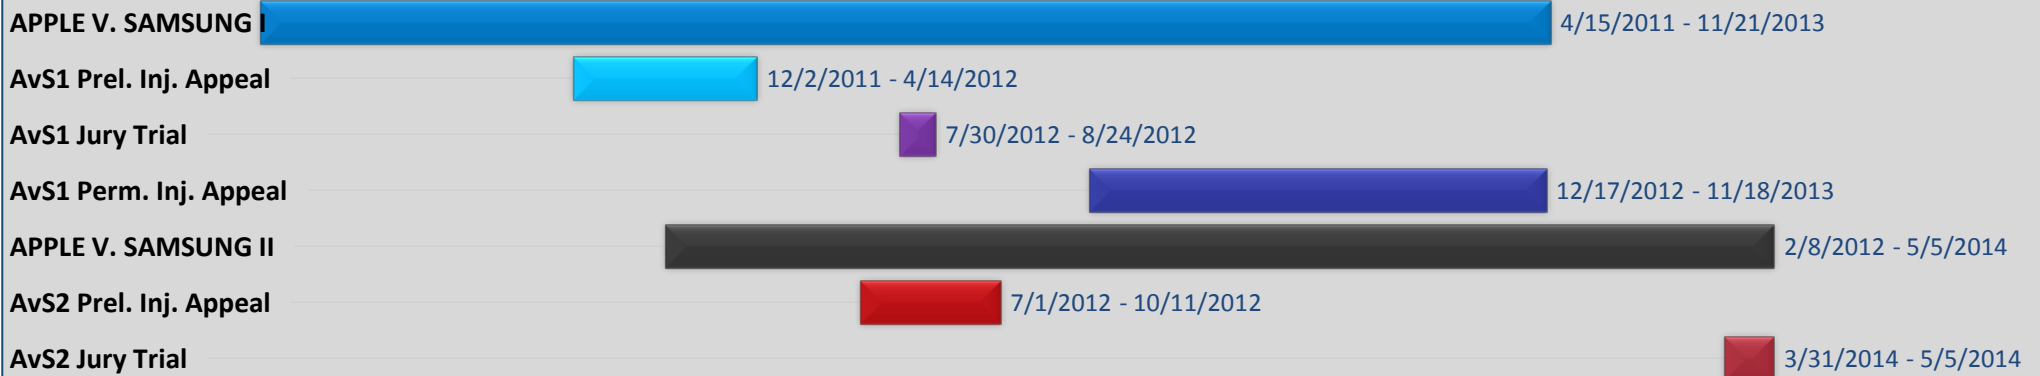 APPLE V. SAMSUNG I 4/15/2011 - 11/21/2013
AvS1 Prel. Inj. Appeal 12/2/2011 - 4/14/2012
AvS1 Jury Trial 7/30/2012 - 8/24/2012
AvS1 Perm. Inj. Appeal 12/17/2012 - 11/18/2013
APPLE V. SAMSUNG II 2/8/2012 - 5/5/2014
AvS2 Prel. Inj. Appeal 7/1/2012 - 10/11/2012
AvS2 Jury Trial 3/31/2014 - 5/5/2014